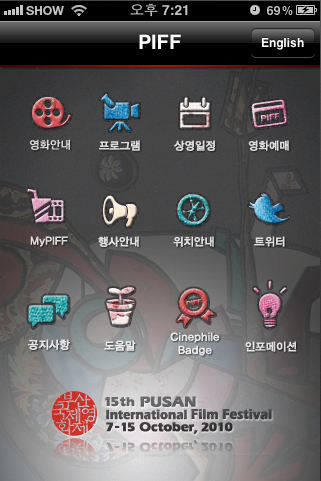 SHOW 오후 7:21 69%
PIFF
English
영화안내 프로그램 상영일정 영화예매
PIFF
MyPIFF 행사안내 위치안내 트위터
공지사항 도움말 Cinephile Badge 인포메이션
부산국제영화제
15th PUSAN
International Film Festival
7-15 October, 2010